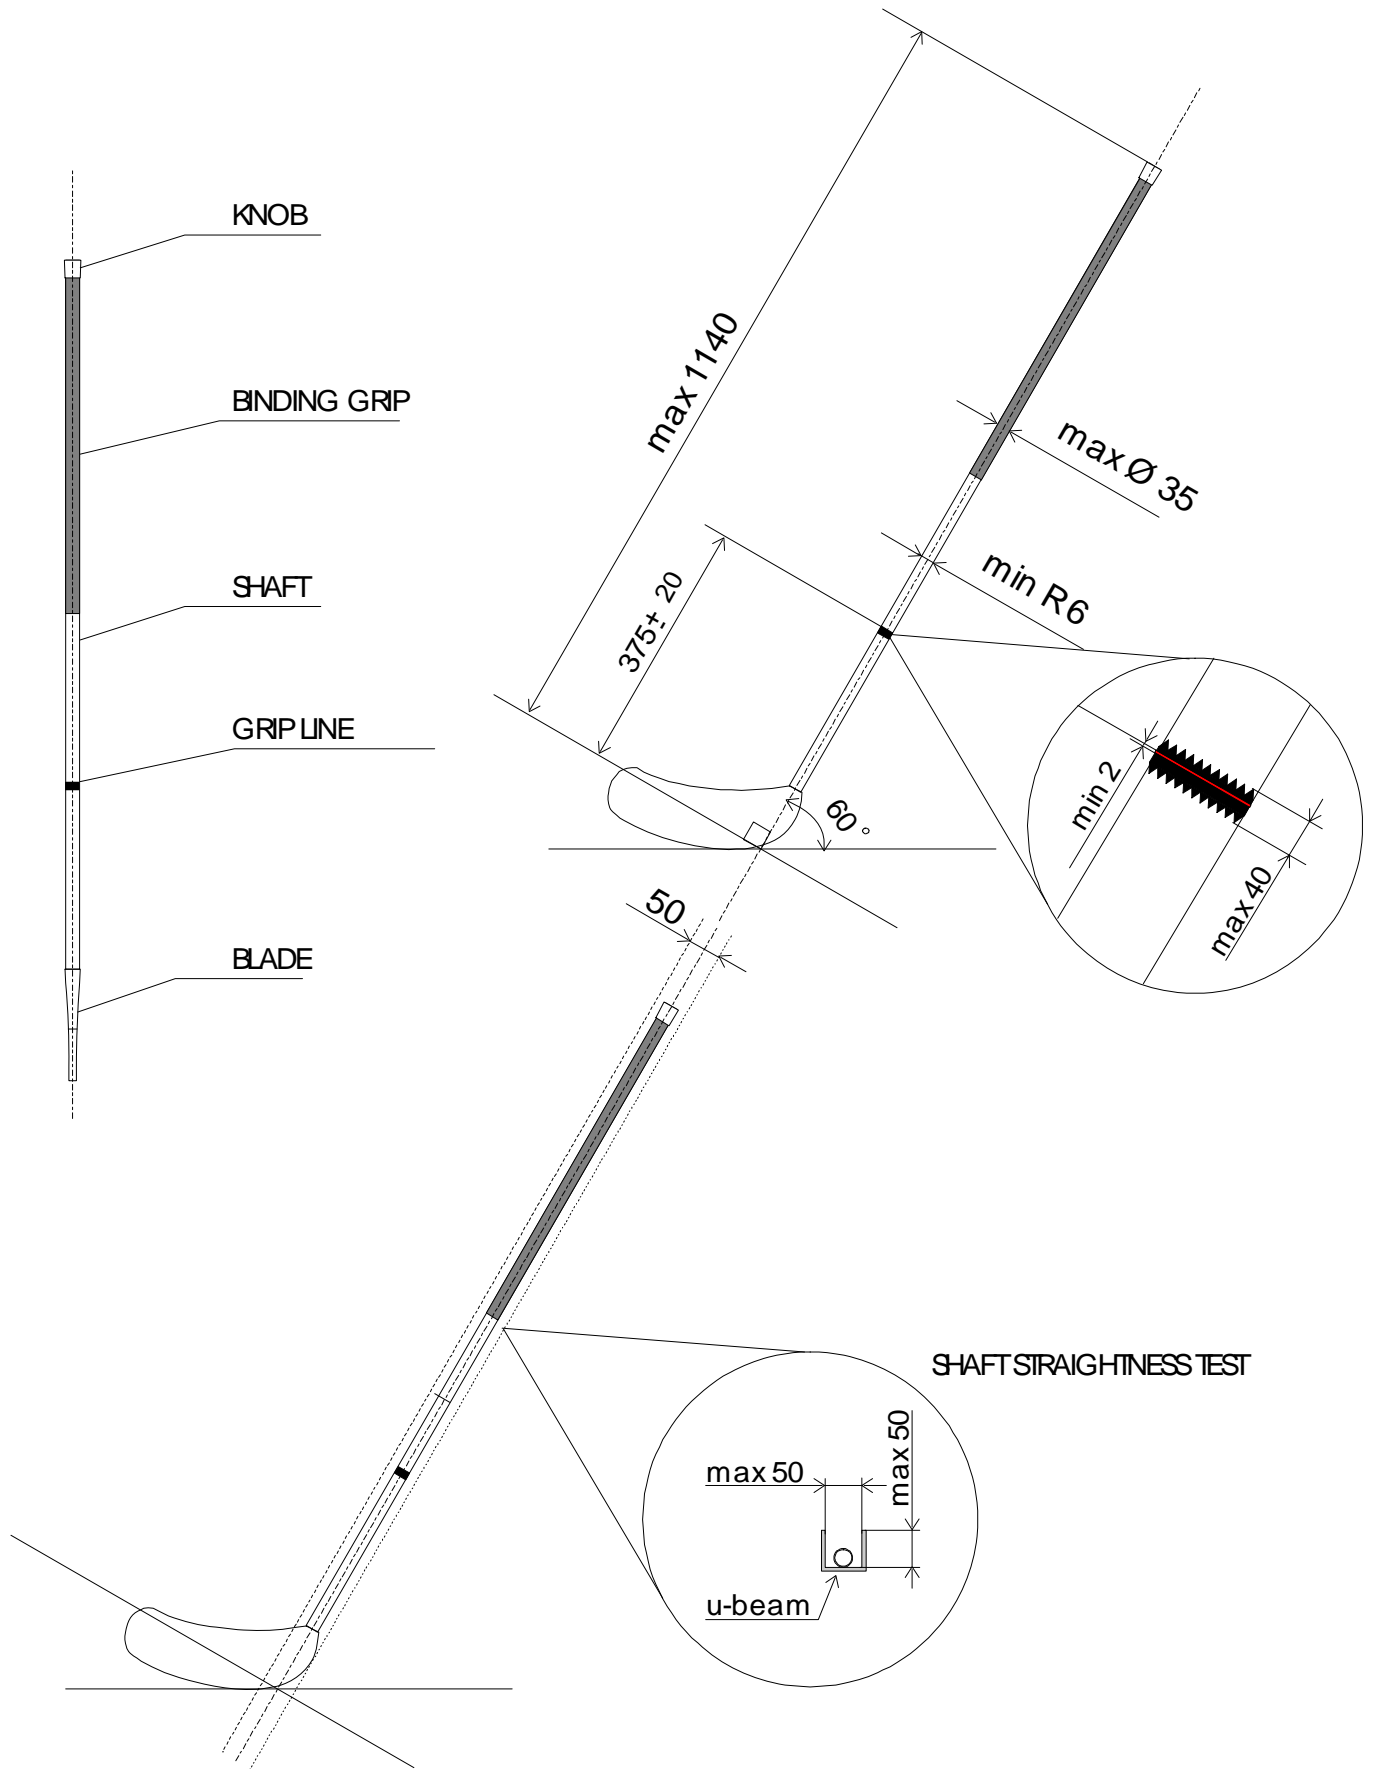 KNOB
BINDING GRIP
SHAFT
GRIP LINE
BLADE
max 1140
max Ø 35
375± 20
min R6
60°
min 2
max 40
50
SHAFT STRAIGHTNESS TEST
max 50
max 50
u-beam